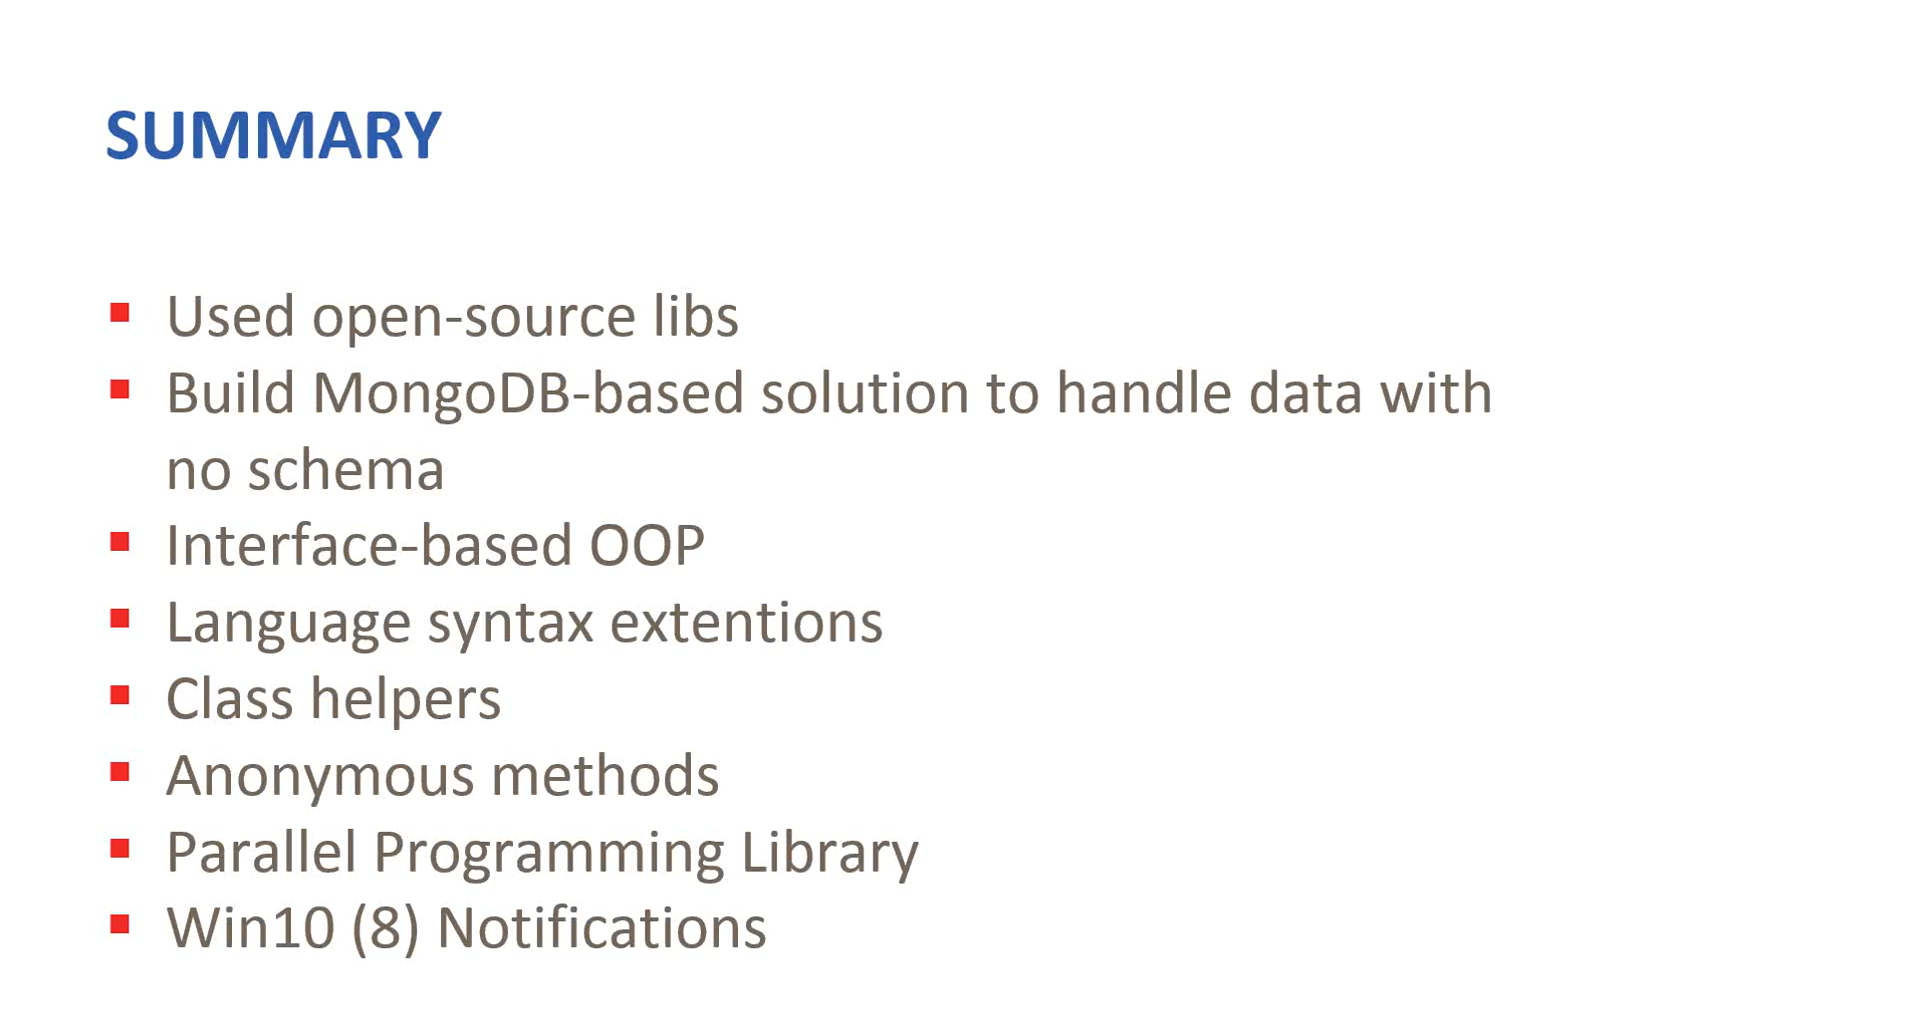 SUMMARY
Used open-source libs
Build MongoDB-based solution to handle data with
no schema
Interface-based OOP
Language syntax extentions
Class helpers
Anonymous methods
Parallel Programming Library
Win10 (8) Notifications